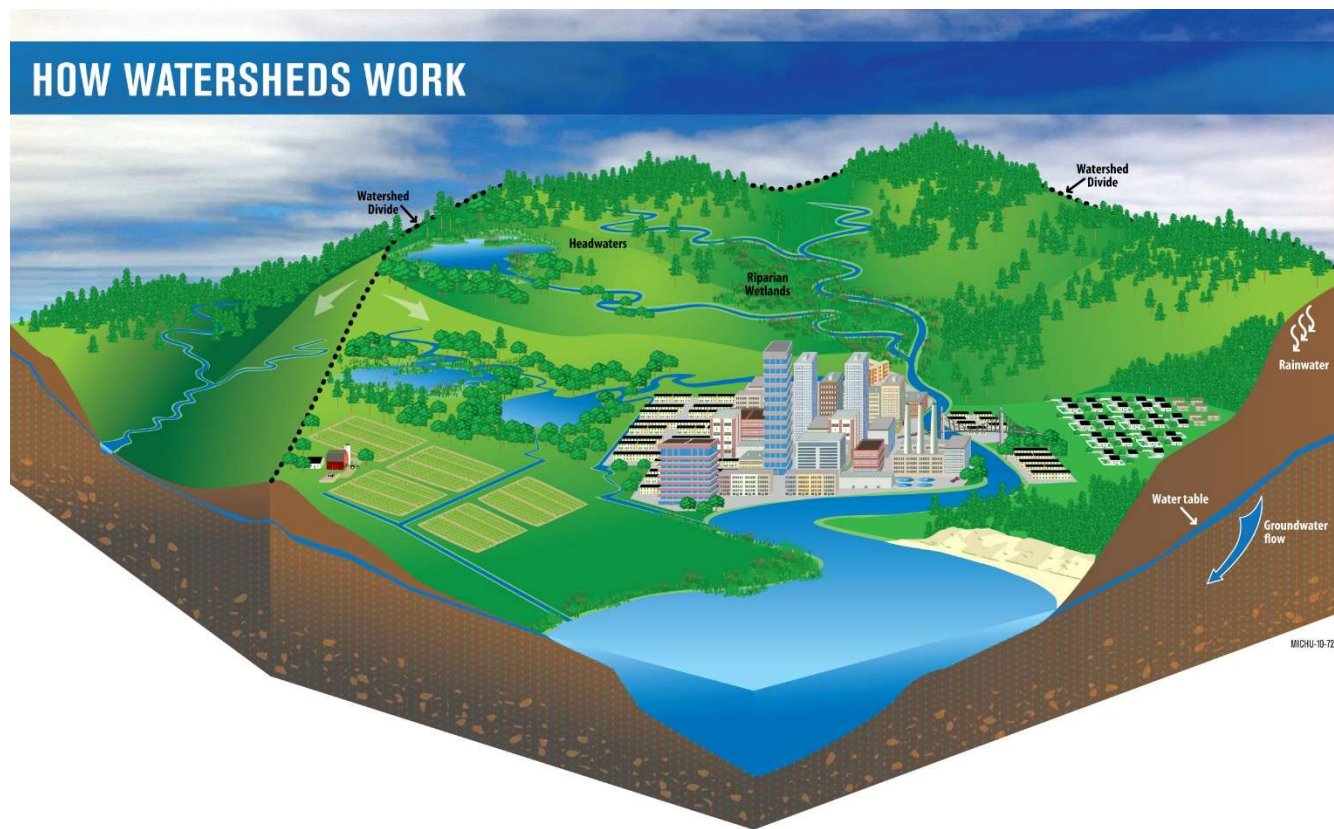 HOW WATERSHEDS WORK
Watershed
Divide
Watershed
Divide
Headwaters
Riparian
Wetlands
Rainwater
Water table
Groundwater
flow
MICHU-10-72